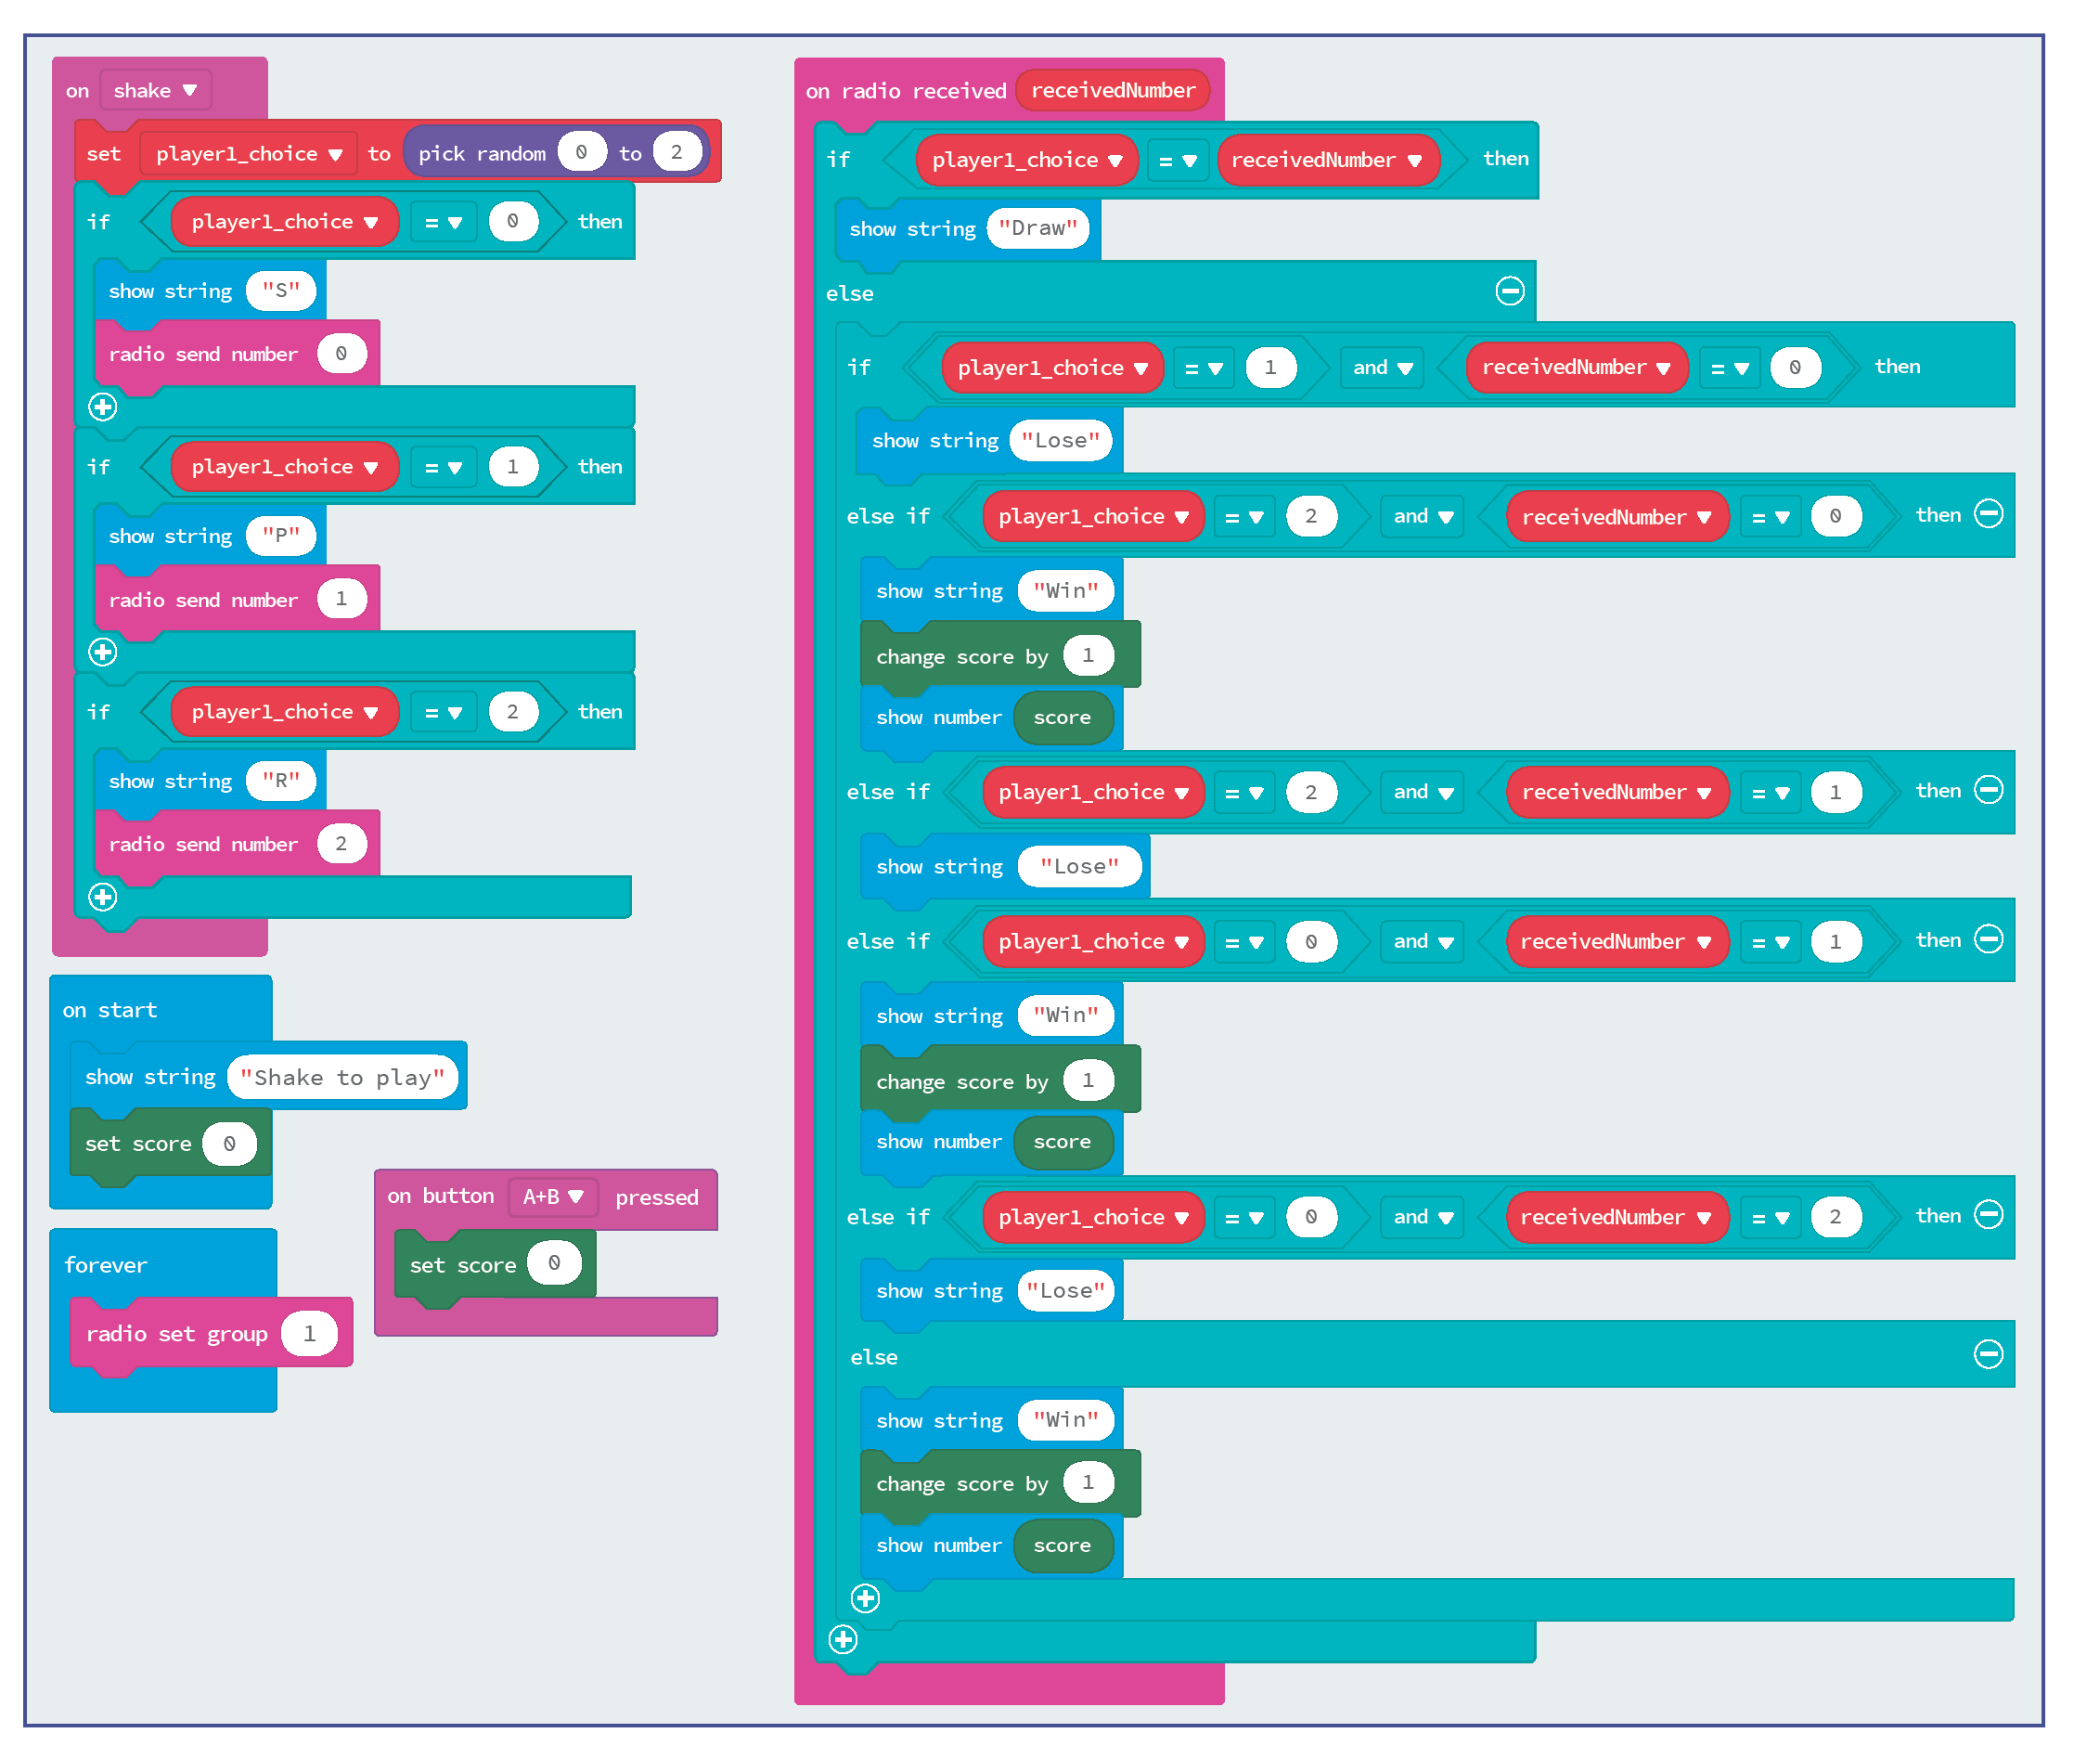 on shake
set player1_choice to pick random 0 to 2
if player1_choice = 0 then
show string "S"
radio send number 0
if player1_choice = 1 then
show string "P"
radio send number 1
if player1_choice = 2 then
show string "R"
radio send number 2
on start
show string "Shake to play"
set score 0
forever
radio set group 1
on button A+B pressed
set score 0
on radio received receivedNumber
if player1_choice = receivedNumber then
show string "Draw"
else
if player1_choice = 1 and receivedNumber = 0 then
show string "Lose"
else if player1_choice = 2 and receivedNumber = 0 then
show string "Win"
change score by 1
show number score
else if player1_choice = 2 and receivedNumber = 1 then
show string "Lose"
else if player1_choice = 0 and receivedNumber = 1 then
show string "Win"
change score by 1
show number score
else if player1_choice = 0 and receivedNumber = 2 then
show string "Lose"
else
show string "Win"
change score by 1
show number score